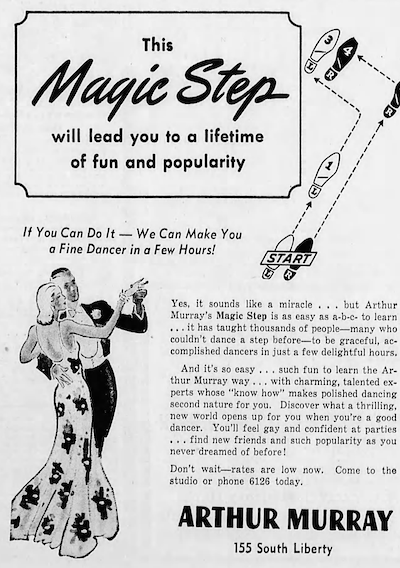 This
Magic Step
will lead you to a lifetime
of fun and popularity
3
4
L
R
1
L
START
L
R
If You Can Do It — We Can Make You
a Fine Dancer in a Few Hours!
Yes, it sounds like a miracle . . . but Arthur
Murray's Magic Step is as easy as a-b-c- to learn
. . . it has taught thousands of people—many who
couldn't dance a step before—to be graceful, ac-
complished dancers in just a few delightful hours.
And it's so easy . . . such fun to learn the Ar-
thur Murray way . . . with charming, talented ex-
perts whose "know how" makes polished dancing
second nature for you. Discover what a thrilling,
new world opens up for you when you're a good
dancer. You'll feel gay and confident at parties
. . . find new friends and such popularity as you
never dreamed of before!
Don't wait—rates are low now. Come to the
studio or phone 6126 today.
ARTHUR MURRAY
155 South Liberty